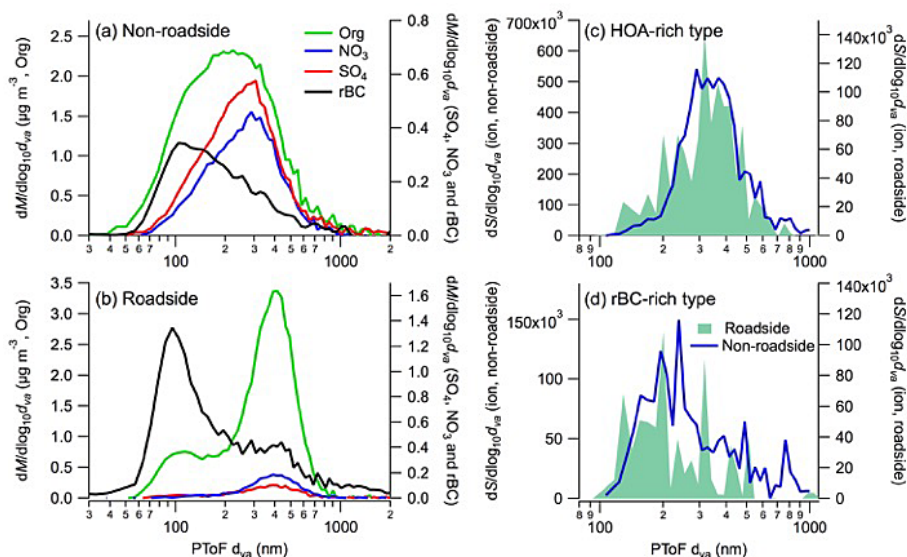 (a) Non-roadside
Org
NO3
SO4
rBC
dM/dlog10dva (μg m-3, Org)
2.5
2.0
1.5
1.0
0.5
0.0
dM/dlog10dva (SO4, NO3 and rBC)
0.8
0.6
0.4
0.2
0.0
3 4 5 6 7 100 2 3 4 5 6 7 1000 2
(b) Roadside
dM/dlog10dva (μg m-3, Org)
3.5
3.0
2.5
2.0
1.5
1.0
0.5
0.0
dM/dlog10dva (SO4, NO3 and rBC)
1.6
1.4
1.2
1.0
0.8
0.6
0.4
0.2
0.0
3 4 5 6 7 100 2 3 4 5 6 7 1000 2
PToF dva (nm)
(c) HOA-rich type
dS/dlog10dva (ion, non-roadside)
700x10³
600
500
400
300
200
100
0
dS/dlog10dva (ion, roadside)
140x10³
120
100
80
60
40
20
0
8 9 100 2 3 4 5 6 7 8 9 1000
(d) rBC-rich type
Roadside
Non-roadside
dS/dlog10dva (ion, non-roadside)
150x10³
100
50
0
dS/dlog10dva (ion, roadside)
140x10³
120
100
80
60
40
20
0
8 9 100 2 3 4 5 6 7 8 9 1000
PToF dva (nm)